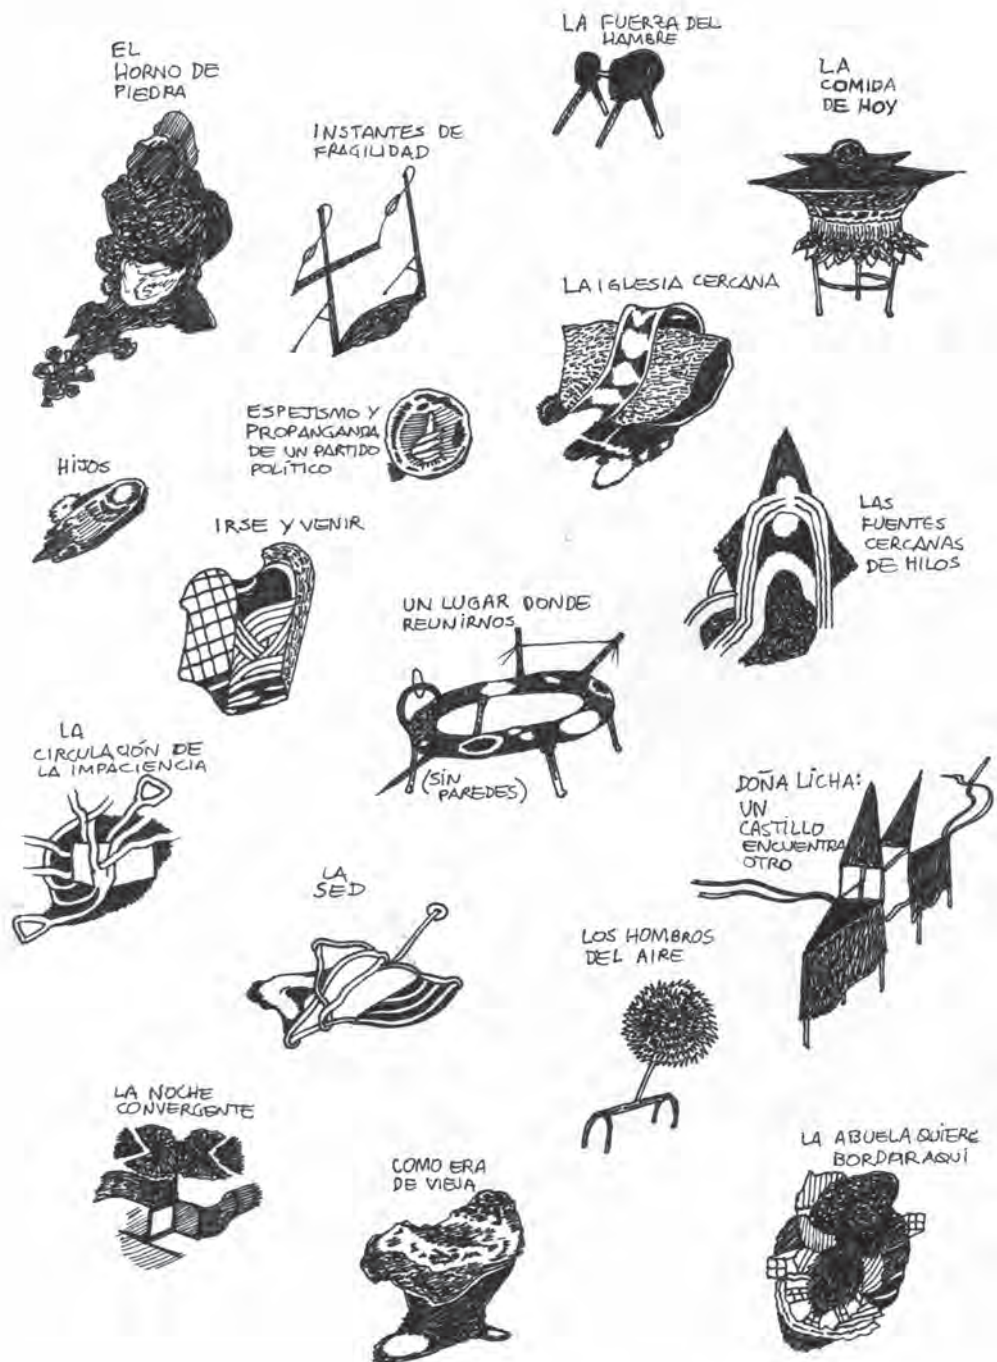 LA FUERZA DEL
HAMBRE
EL
HORNO DE
PIEDRA
LA
COMIDA
DE HOY
INSTANTES DE
FRAGILIDAD
LA IGLESIA CERCANA
ESPEJISMO Y
PROPANGANDA
DE UN PARTIDO
POLÍTICO
HIJOS
IRSE Y VENIR
LAS
FUENTES
CERCANAS
DE HILOS
UN LUGAR DONDE
REUNIRNOS
(SIN
PAREDES)
LA
CIRCULACIÓN DE
LA IMPACIENCIA
DOÑA LICHA:
UN
CASTILLO
ENCUENTRA
OTRO
LA
SED
LOS HOMBROS
DEL AIRE
LA NOCHE
CONVERGENTE
COMO ERA
DE VIEJA
LA ABUELA QUIERE
BORDAR AQUÍ